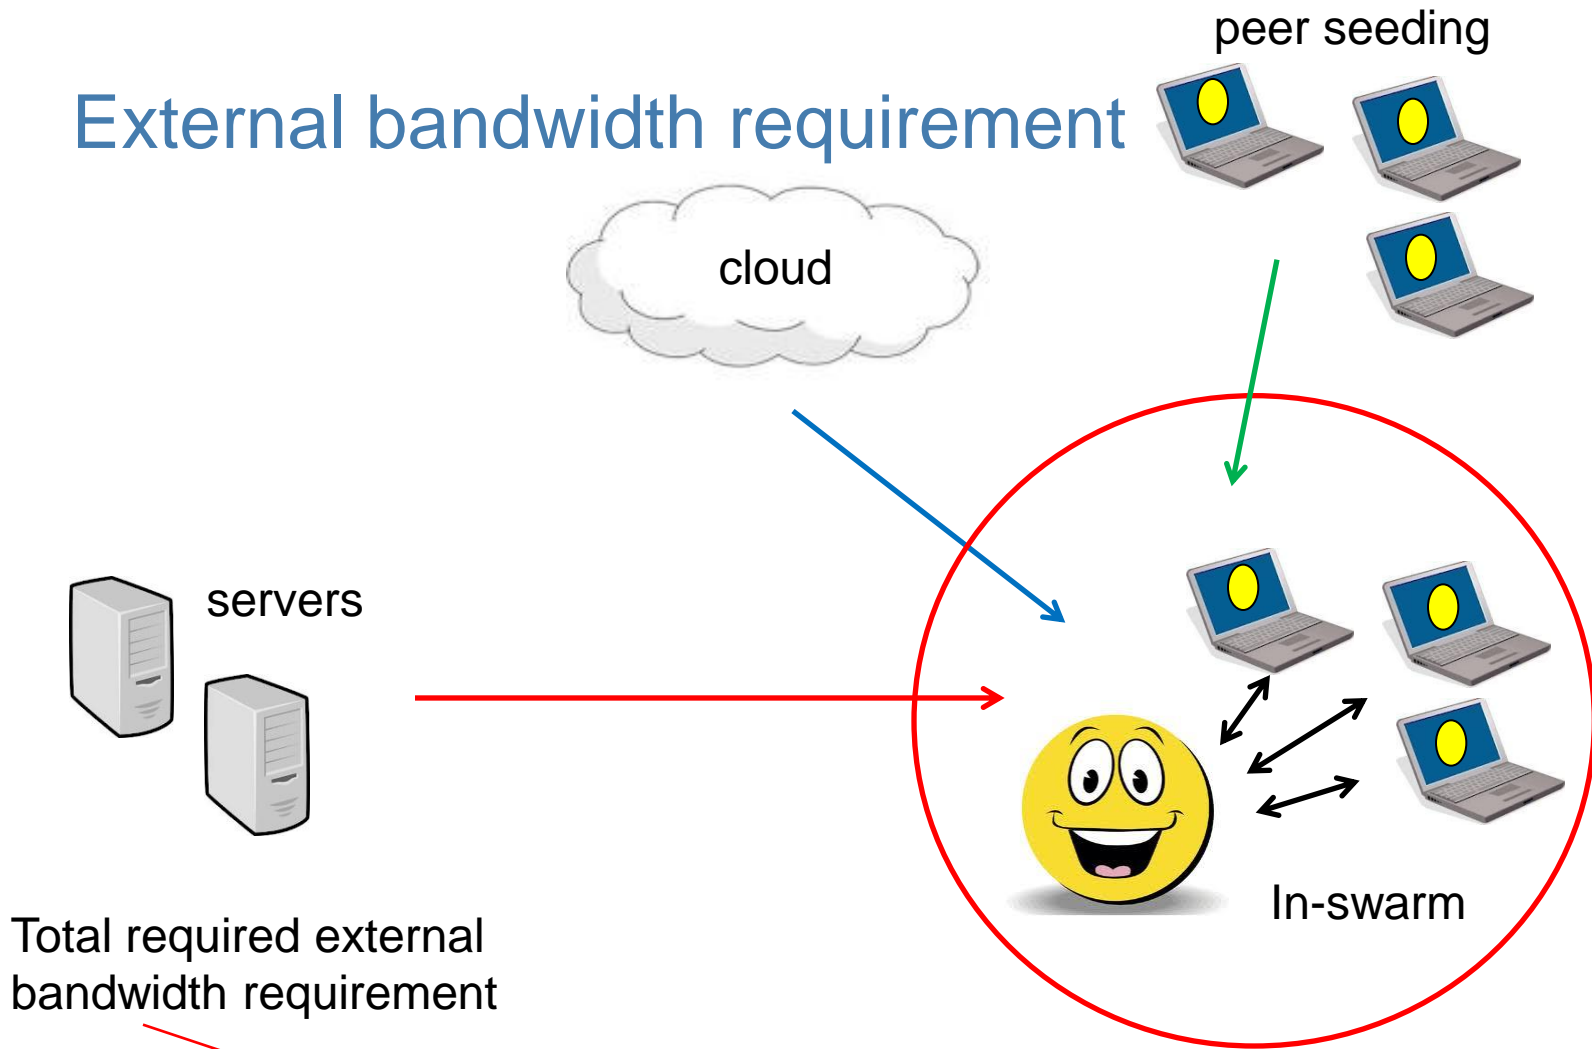 peer seeding
External bandwidth requirement
cloud
servers
In-swarm
Total required external
bandwidth requirement